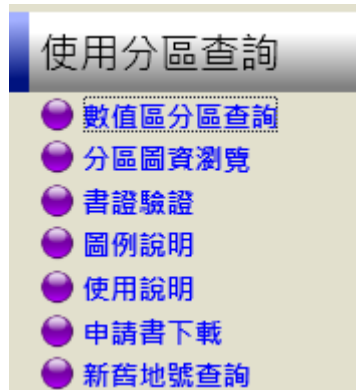 使用分區查詢
數值區分區查詢
分區圖資瀏覽
書證驗證
圖例說明
使用說明
申請書下載
新舊地號查詢